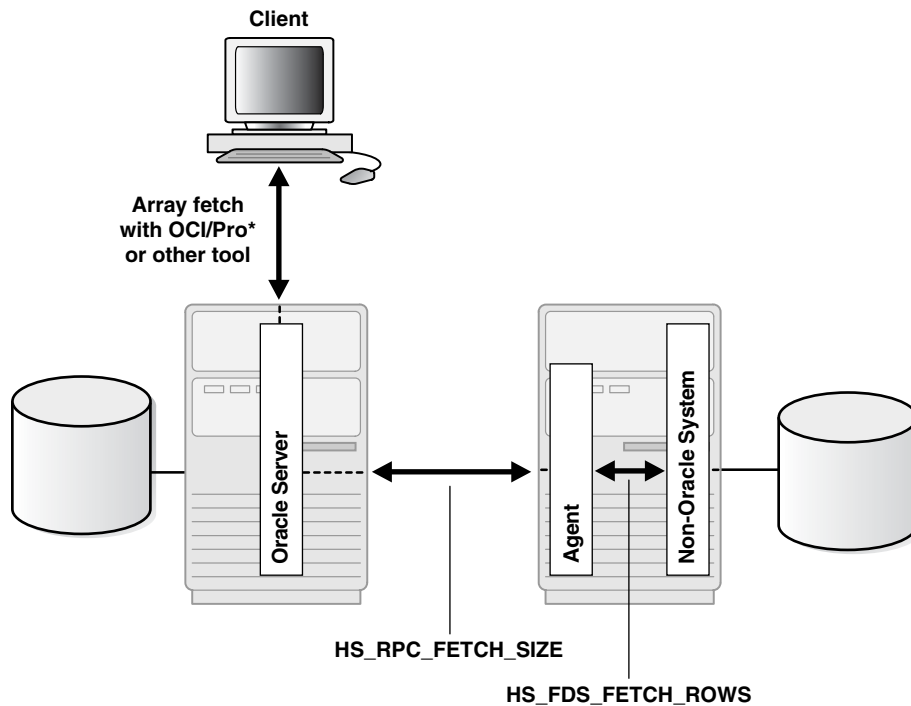 Client
Array fetch
with OCI/Pro*
or other tool
Oracle Server
Agent
Non-Oracle System
HS_RPC_FETCH_SIZE
HS_FDS_FETCH_ROWS